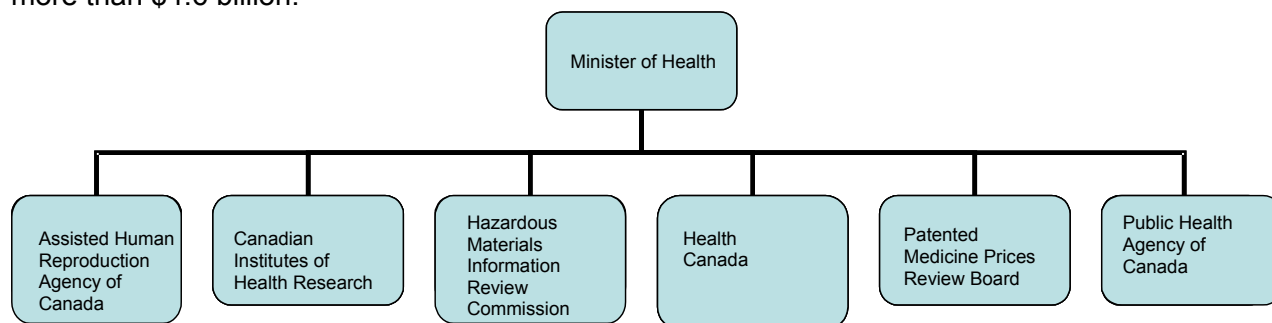 Minister of Health
Assisted Human
Reproduction
Agency of
Canada
Canadian
Institutes of
Health Research
Hazardous
Materials
Information
Review
Commission
Health
Canada
Patented
Medicine Prices
Review Board
Public Health
Agency of
Canada